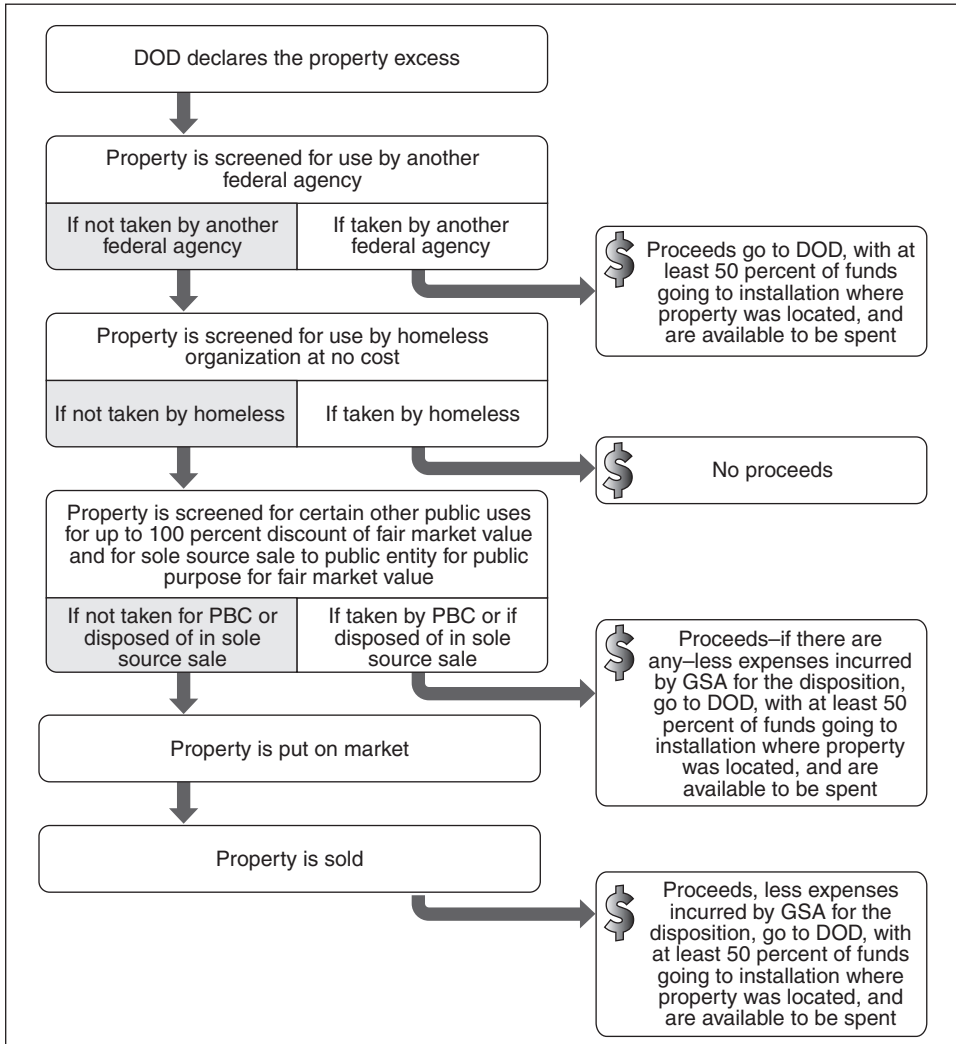 DOD declares the property excess
Property is screened for use by another
federal agency
If not taken by another
federal agency
If taken by another
federal agency
$
Proceeds go to DOD, with at
least 50 percent of funds
going to installation where
property was located, and
are available to be spent
Property is screened for use by homeless
organization at no cost
If not taken by homeless
If taken by homeless
$
No proceeds
Property is screened for certain other public uses
for up to 100 percent discount of fair market value
and for sole source sale to public entity for public
purpose for fair market value
If not taken for PBC or
disposed of in sole
source sale
If taken by PBC or if
disposed of in sole
source sale
$
Proceeds–if there are
any–less expenses incurred
by GSA for the disposition,
go to DOD, with at least 50
percent of funds going to
installation where property
was located, and are
available to be spent
Property is put on market
Property is sold
$
Proceeds, less expenses
incurred by GSA for the
disposition, go to DOD, with
at least 50 percent of funds
going to installation where
property was located, and
are available to be spent